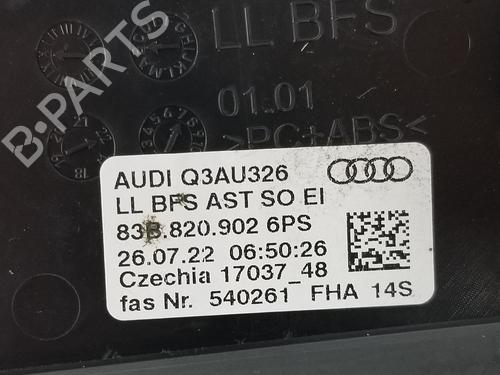 LL BFS
01.01
>PC+ABS<
B-PARTS
AUDI Q3AU326
LL BFS AST SO EI
83B.820.902 6PS
26.07.22 06:50:26
Czechia 17037_48
fas Nr. 540261 FHA 14S